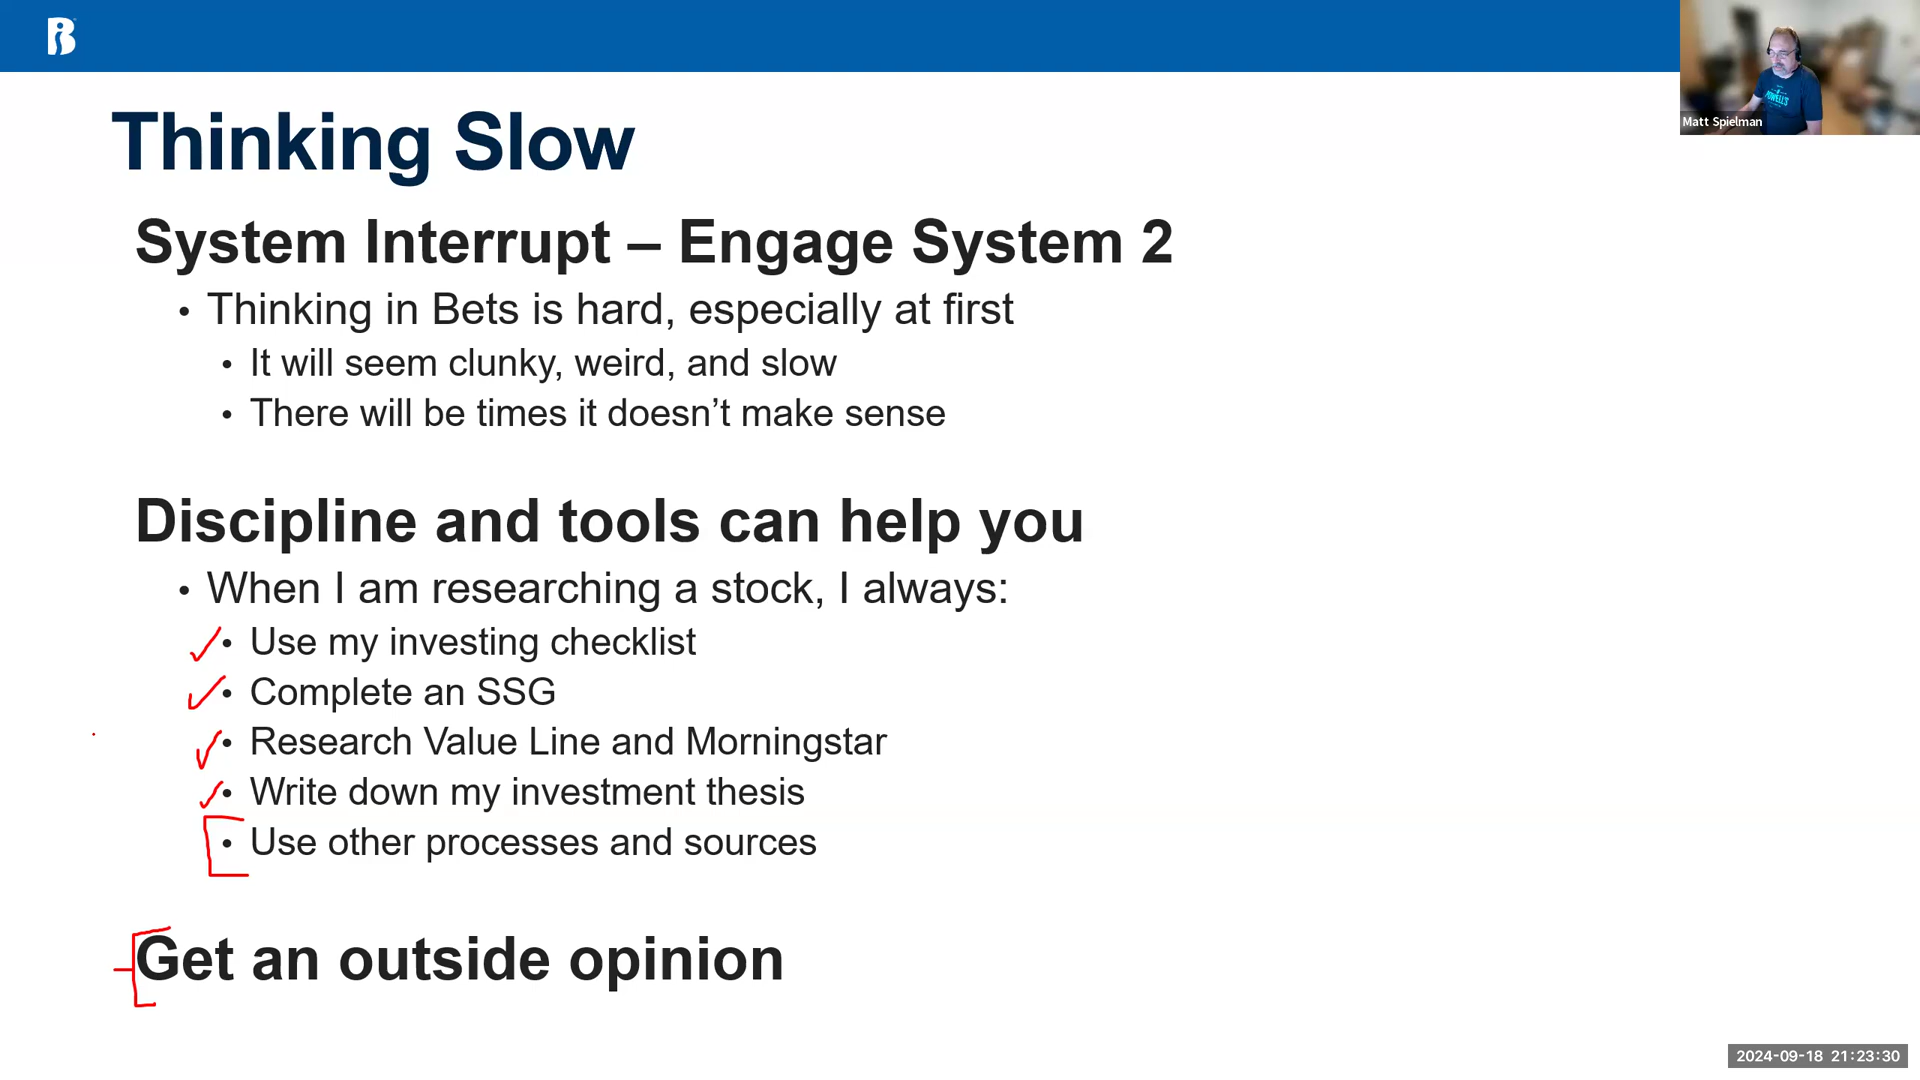 Matt Spielman
Thinking Slow
System Interrupt – Engage System 2
• Thinking in Bets is hard, especially at first
• It will seem clunky, weird, and slow
• There will be times it doesn’t make sense
Discipline and tools can help you
• When I am researching a stock, I always:
• Use my investing checklist
• Complete an SSG
• Research Value Line and Morningstar
• Write down my investment thesis
• Use other processes and sources
Get an outside opinion
2024-09-18 21:23:30